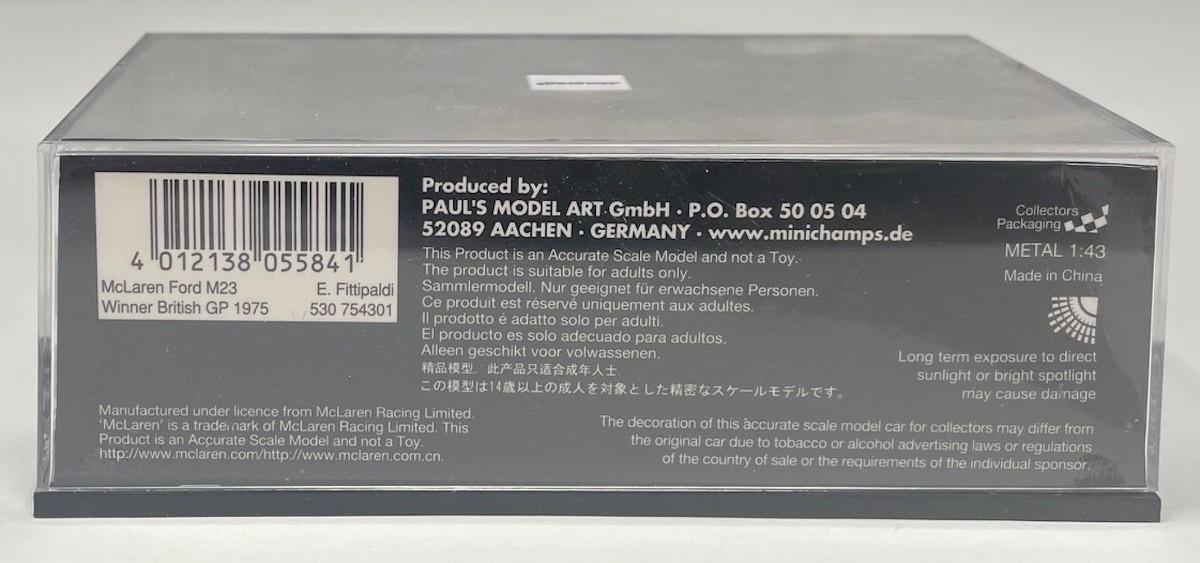 4 012138 055841
McLaren Ford M23 E. Fittipaldi
Winner British GP 1975 530 754301
Produced by:
PAUL'S MODEL ART GmbH · P.O. Box 50 05 04
52089 AACHEN · GERMANY · www.minichamps.de
This Product is an Accurate Scale Model and not a Toy.
The product is suitable for adults only.
Sammlermodell. Nur geeignet für erwachsene Personen.
Ce produit est réservé uniquement aux adultes.
Il prodotto é adatto solo per adulti.
El producto es solo adecuado para adultos.
Alleen geschikt voor volwassenen.
精品模型. 此产品只适合成年人士.
この模型は14歳以上の成人を対象とした精密なスケールモデルです。
Collectors
Packaging
METAL 1:43
Made in China
Long term exposure to direct
sunlight or bright spotlight
may cause damage
Manufactured under licence from McLaren Racing Limited.
'McLaren' is a trademark of McLaren Racing Limited. This
Product is an Accurate Scale Model and not a Toy.
http://www.mclaren.com/http://www.mclaren.com.cn.
The decoration of this accurate scale model car for collectors may differ from
the original car due to tobacco or alcohol advertising laws or regulations
of the country of sale or the requirements of the individual sponsor.